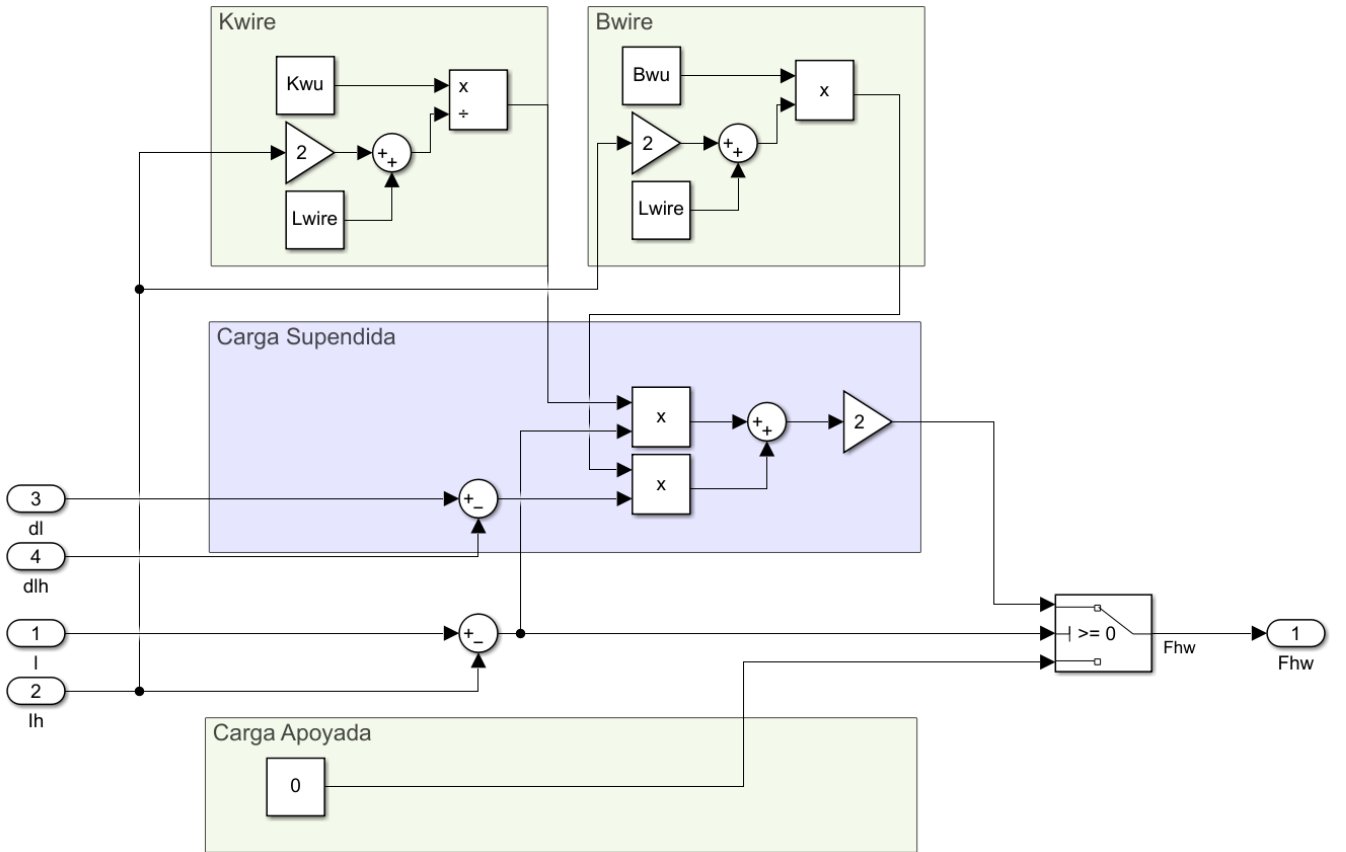 Kwire
Kwu
x
÷
2
+
+
Lwire
Bwire
Bwu
x
2
+
+
Lwire
Carga Supendida
x
+
+
2
x
3
dl
+
−
4
dlh
1
l
+
−
2
lh
>= 0
Fhw
1
Fhw
Carga Apoyada
0